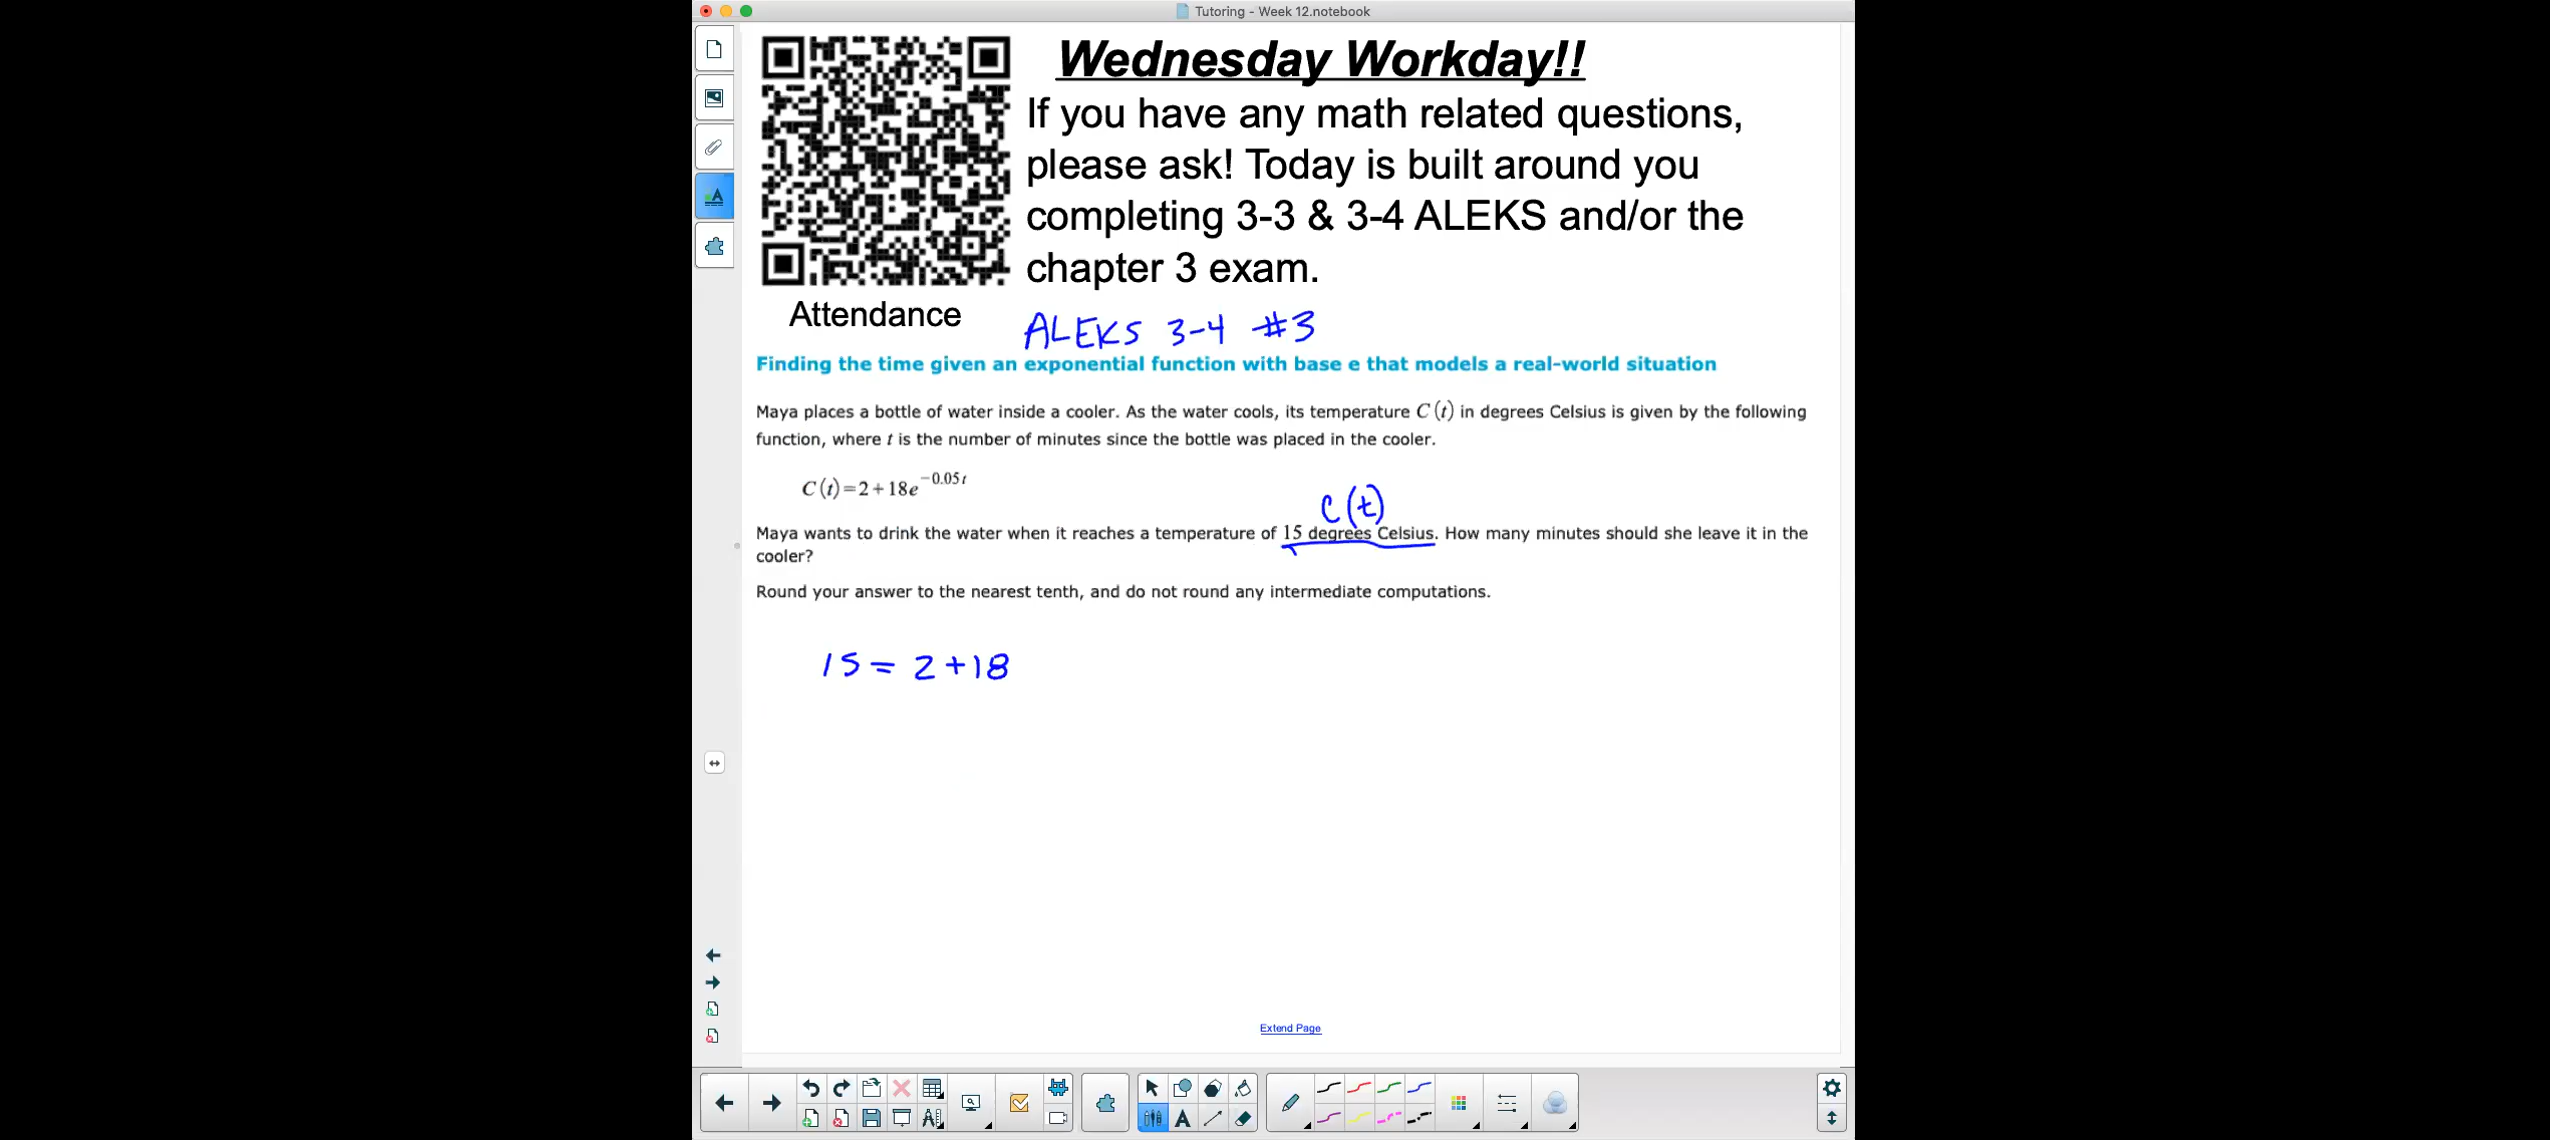 Tutoring - Week 12.notebook
Wednesday Workday!!
If you have any math related questions,
please ask! Today is built around you
completing 3-3 & 3-4 ALEKS and/or the
chapter 3 exam.
Attendance
ALEKS 3-4 #3
Finding the time given an exponential function with base e that models a real-world situation
Maya places a bottle of water inside a cooler. As the water cools, its temperature C(t) in degrees Celsius is given by the following
function, where t is the number of minutes since the bottle was placed in the cooler.
C(t)=2+18e^−0.05t
C(t)
Maya wants to drink the water when it reaches a temperature of 15 degrees Celsius. How many minutes should she leave it in the
cooler?
Round your answer to the nearest tenth, and do not round any intermediate computations.
15 = 2+18
Extend Page